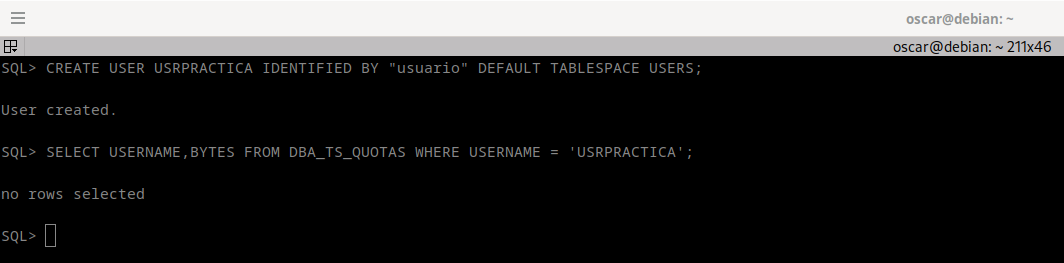 oscar@debian: ~
oscar@debian: ~ 211x46
SQL> CREATE USER USRPRACTICA IDENTIFIED BY "usuario" DEFAULT TABLESPACE USERS;
User created.
SQL> SELECT USERNAME,BYTES FROM DBA_TS_QUOTAS WHERE USERNAME = 'USRPRACTICA';
no rows selected
SQL>